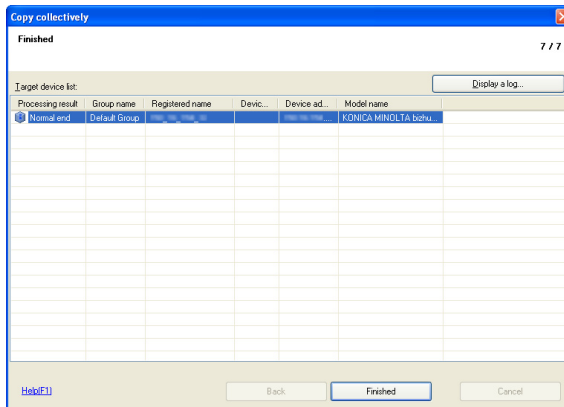 Copy collectively
Finished
7 / 7
Target device list:
Display a log...
Processing result Group name Registered name Devic... Device ad... Model name
Normal end Default Group ... KONICA MINOLTA bizhu...
Help[F1]
Back Finished Cancel